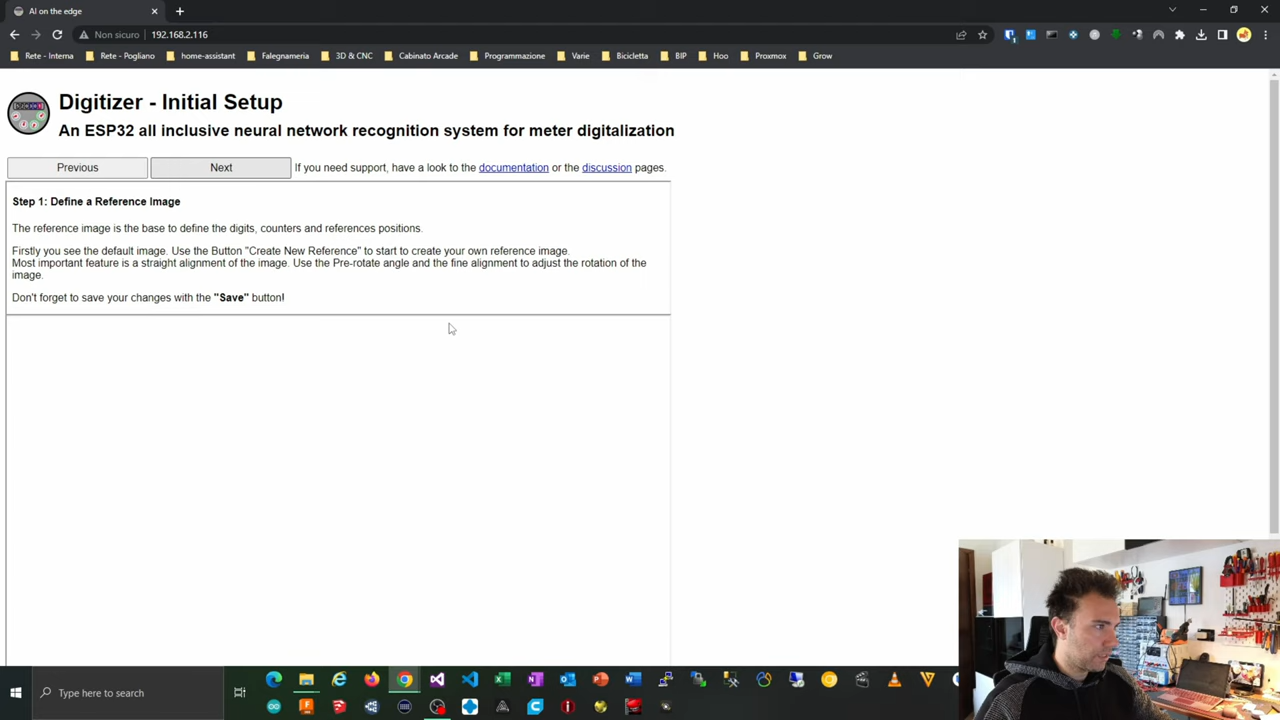 AI on the edge
Non sicuro
192.168.2.116
Rete - Interna
Rete - Pogliano
home-assistant
Falegnameria
3D & CNC
Cabinato Arcade
Programmazione
Varie
Bicicletta
BIP
Hoo
Proxmox
Grow
Digitizer - Initial Setup
An ESP32 all inclusive neural network recognition system for meter digitalization
Previous
Next
If you need support, have a look to the documentation or the discussion pages.
Step 1: Define a Reference Image
The reference image is the base to define the digits, counters and references positions.
Firstly you see the default image. Use the Button "Create New Reference" to start to create your own reference image.
Most important feature is a straight alignment of the image. Use the Pre-rotate angle and the fine alignment to adjust the rotation of the
image.
Don't forget to save your changes with the "Save" button!
Type here to search